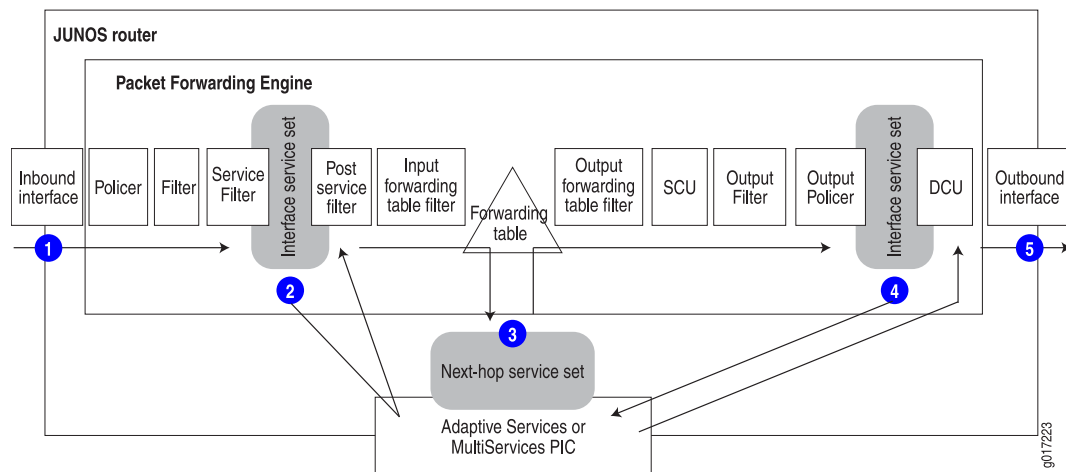 JUNOS router
Packet Forwarding Engine
Inbound
interface
Policer
Filter
Service
Filter
Interface service set
Post
service
filter
Input
forwarding
table filter
Forwarding
table
Output
forwarding
table filter
SCU
Output
Filter
Output
Policer
Interface service set
DCU
Outbound
interface
1
2
3
4
5
Next-hop service set
Adaptive Services or
MultiServices PIC
g017223